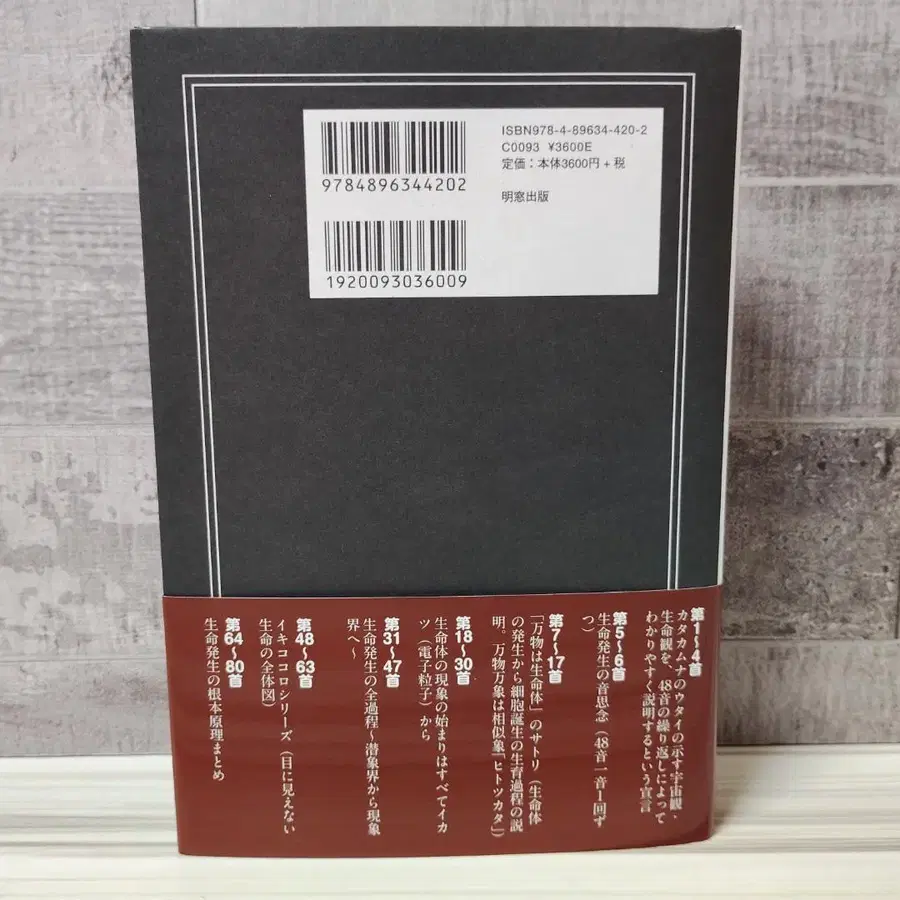 ISBN978-4-89634-420-2
C0093 ¥3600E
定価：本体3600円+税
明窓出版
9784896344202
1920093036009
第1〜4首
カタカムナのウタイの示す宇宙観・
生命観を、48音の繰り返しによって
わかりやすく説明するという宣言
第5〜6首
生命発生の音思念（48音一音1回ず
つ）
第7〜17首
「万物は生命体」のサトリ（生命体
の発生から細胞誕生の生育過程の説
明。万物万象は相似象「ヒトツカタ」）
第18〜30首
生命体の現象の始まりはすべてイカ
ツ（電子粒子）から
第31〜47首
生命発生の全過程〜潜象界から現象
界へ〜
第48〜63首
イキココロシリーズ（目に見えない
生命の全体図）
第64〜80首
生命発生の根本原理まとめ